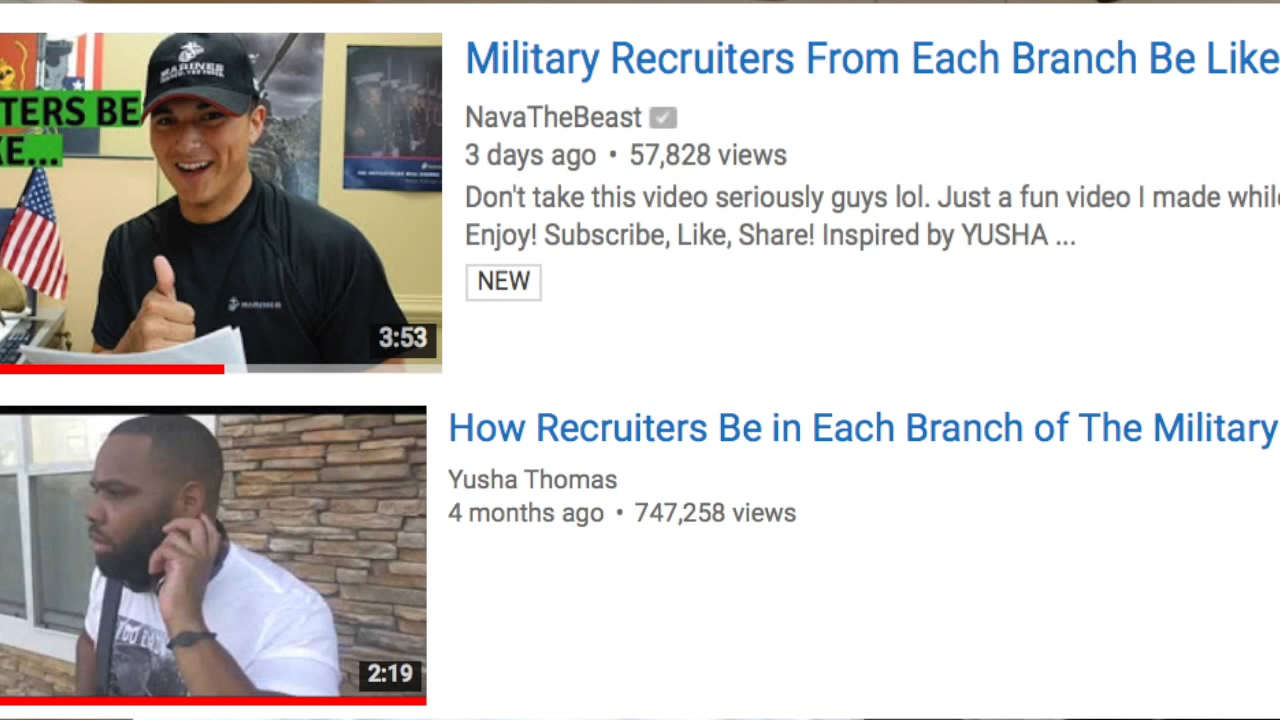 TERS BE
E...
MARINES
MARINES
3:53
Military Recruiters From Each Branch Be Like
NavaTheBeast
3 days ago • 57,828 views
Don't take this video seriously guys lol. Just a fun video I made while
Enjoy! Subscribe, Like, Share! Inspired by YUSHA ...
NEW
2:19
How Recruiters Be in Each Branch of The Military
Yusha Thomas
4 months ago • 747,258 views